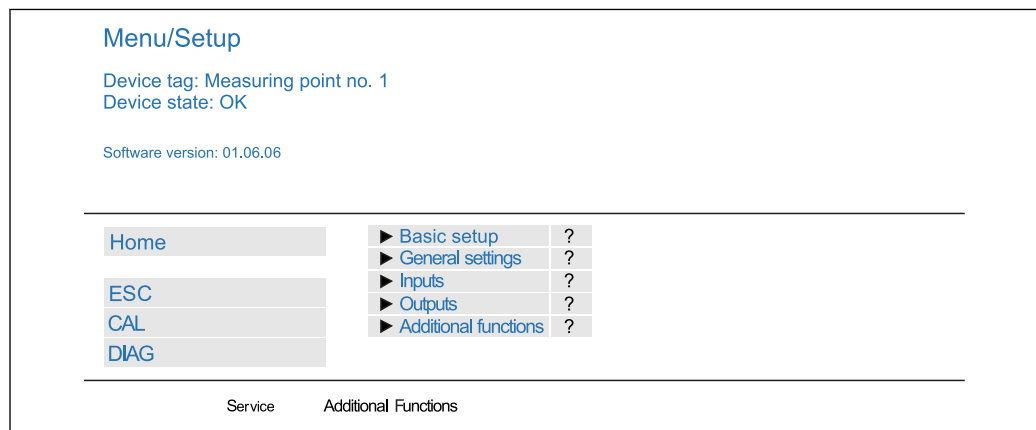 Menu/Setup
Device tag: Measuring point no. 1
Device state: OK
Software version: 01.06.06
Home
ESC
CAL
DIAG
► Basic setup ?
► General settings ?
► Inputs ?
► Outputs ?
► Additional functions ?
Service Additional Functions